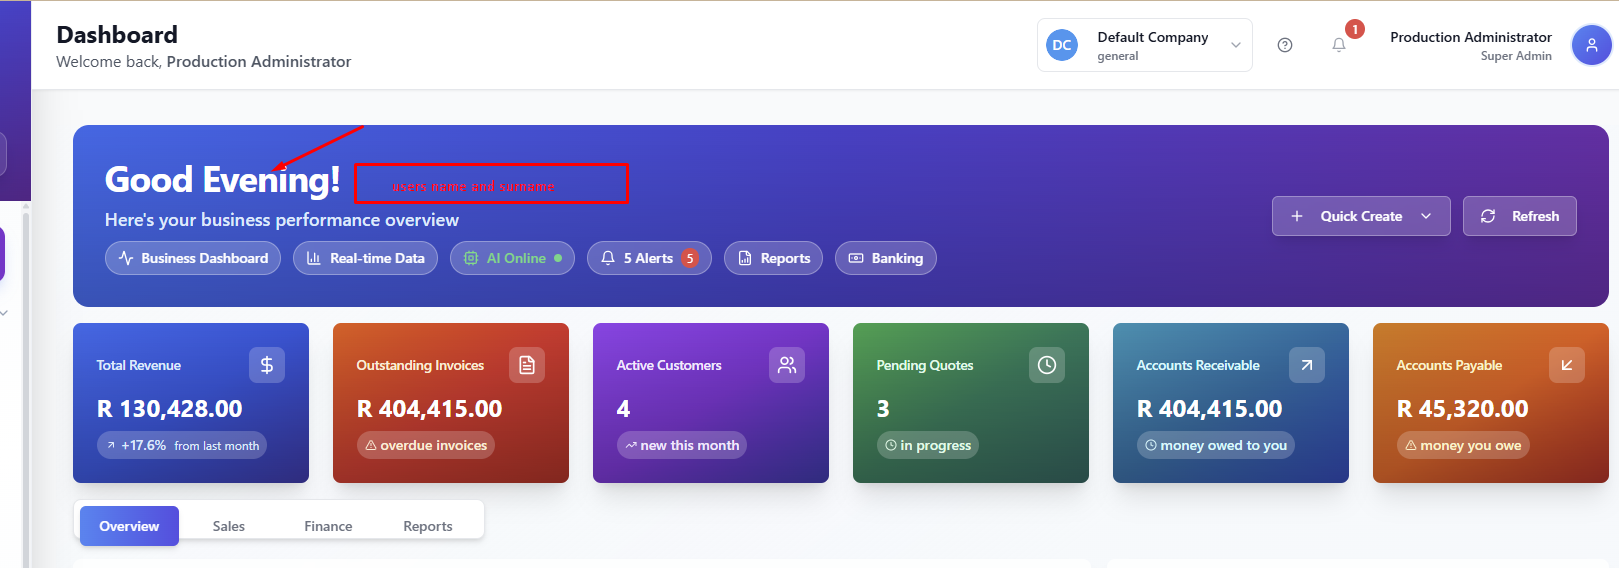 Dashboard
Welcome back, Production Administrator
DC
Default Company
general
1
Production Administrator
Super Admin
Good Evening!
users name and surname
Here's your business performance overview
Quick Create
Refresh
Business Dashboard
Real-time Data
AI Online
5 Alerts 5
Reports
Banking
Total Revenue
R 130,428.00
+17.6% from last month
Outstanding Invoices
R 404,415.00
overdue invoices
Active Customers
4
new this month
Pending Quotes
3
in progress
Accounts Receivable
R 404,415.00
money owed to you
Accounts Payable
R 45,320.00
money you owe
Overview
Sales
Finance
Reports